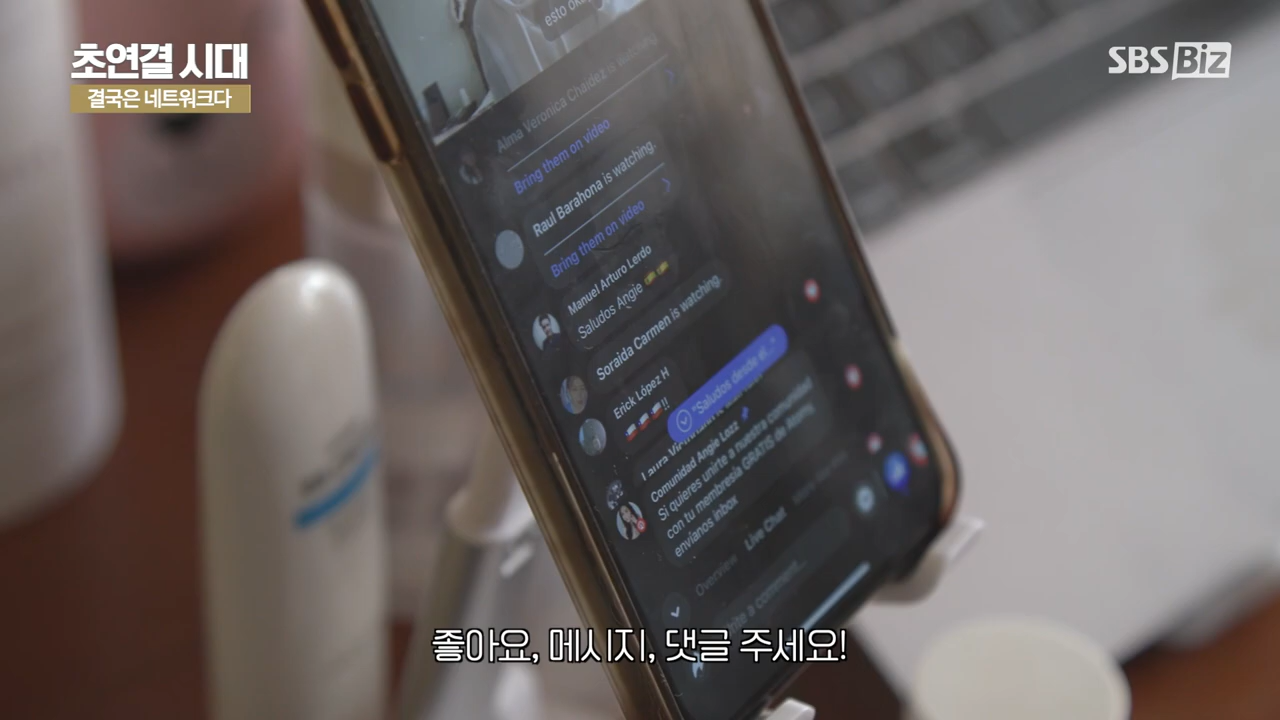 초연결 시대
결국은 네트워크다
SBS Biz
esto
Alma Veronica Chaidez is watching
Bring them on video
Raul Barahona is watching.
Bring them on video
Manuel Arturo Lerdo
Saludos Angie
Soraida Carmen is watching.
Erick López H
!!
"Saludos desde el..."
Comunidad Angie Lozz
Si quieres unirte a nuestra comunidad
con tu membresía GRATIS de
envíanos inbox
Overview
Live Chat
a comment...
좋아요, 메시지, 댓글 주세요!